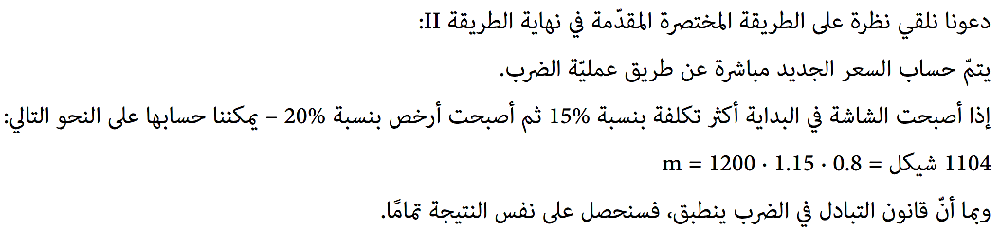 دعونا نلقي نظرة على الطريقة المختصرة المقدّمة في نهاية الطريقة II:
يتمّ حساب السعر الجديد مباشرة عن طريق عمليّة الضرب.
إذا أصبحت الشاشة في البداية أكثر تكلفة بنسبة 15% ثم أصبحت أرخص بنسبة 20% – يمكننا حسابها على النحو التالي:
m = 1200 · 1.15 · 0.8 = 1104 شيكل
وبما أنّ قانون التبادل في الضرب ينطبق، فسنحصل على نفس النتيجة تمامًا.